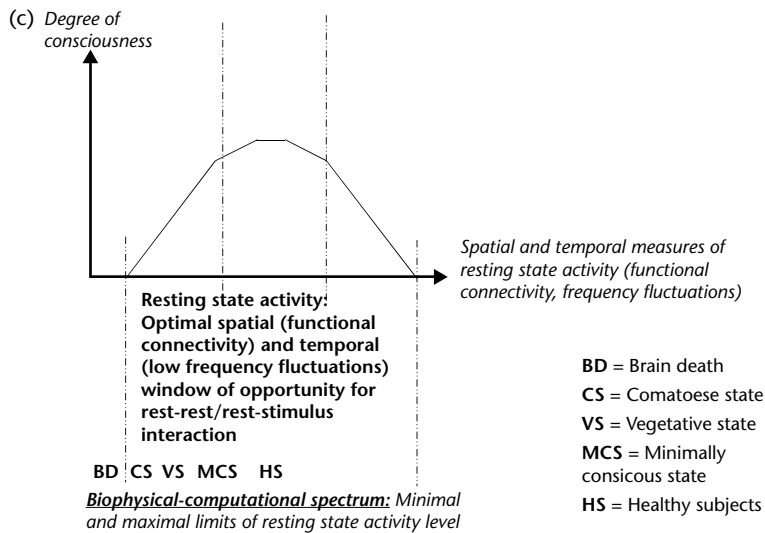 (c) Degree of
consciousness
Spatial and temporal measures of
resting state activity (functional
connectivity, frequency fluctuations)
Resting state activity:
Optimal spatial (functional
connectivity) and temporal
(low frequency fluctuations)
window of opportunity for
rest-rest/rest-stimulus
interaction
BD CS VS MCS HS
Biophysical-computational spectrum: Minimal
and maximal limits of resting state activity level
BD = Brain death
CS = Comatoese state
VS = Vegetative state
MCS = Minimally
consicous state
HS = Healthy subjects